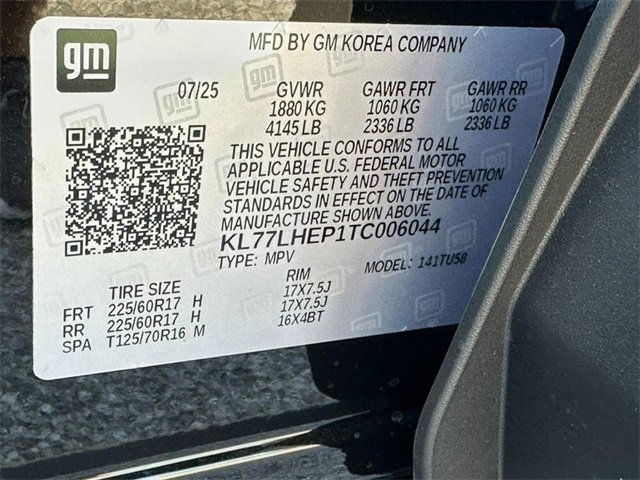 gm
MFD BY GM KOREA COMPANY
07/25 GVWR GAWR FRT GAWR RR
1880 KG 1060 KG 1060 KG
4145 LB 2336 LB 2336 LB
THIS VEHICLE CONFORMS TO ALL
APPLICABLE U.S. FEDERAL MOTOR
VEHICLE SAFETY AND THEFT PREVENTION
STANDARDS IN EFFECT ON THE DATE OF
MANUFACTURE SHOWN ABOVE.
KL77LHEP1TC006044
TYPE: MPV MODEL: 141TU58
TIRE SIZE RIM
FRT 225/60R17 H 17X7.5J
RR 225/60R17 H 17X7.5J
SPA T125/70R16 M 16X4BT